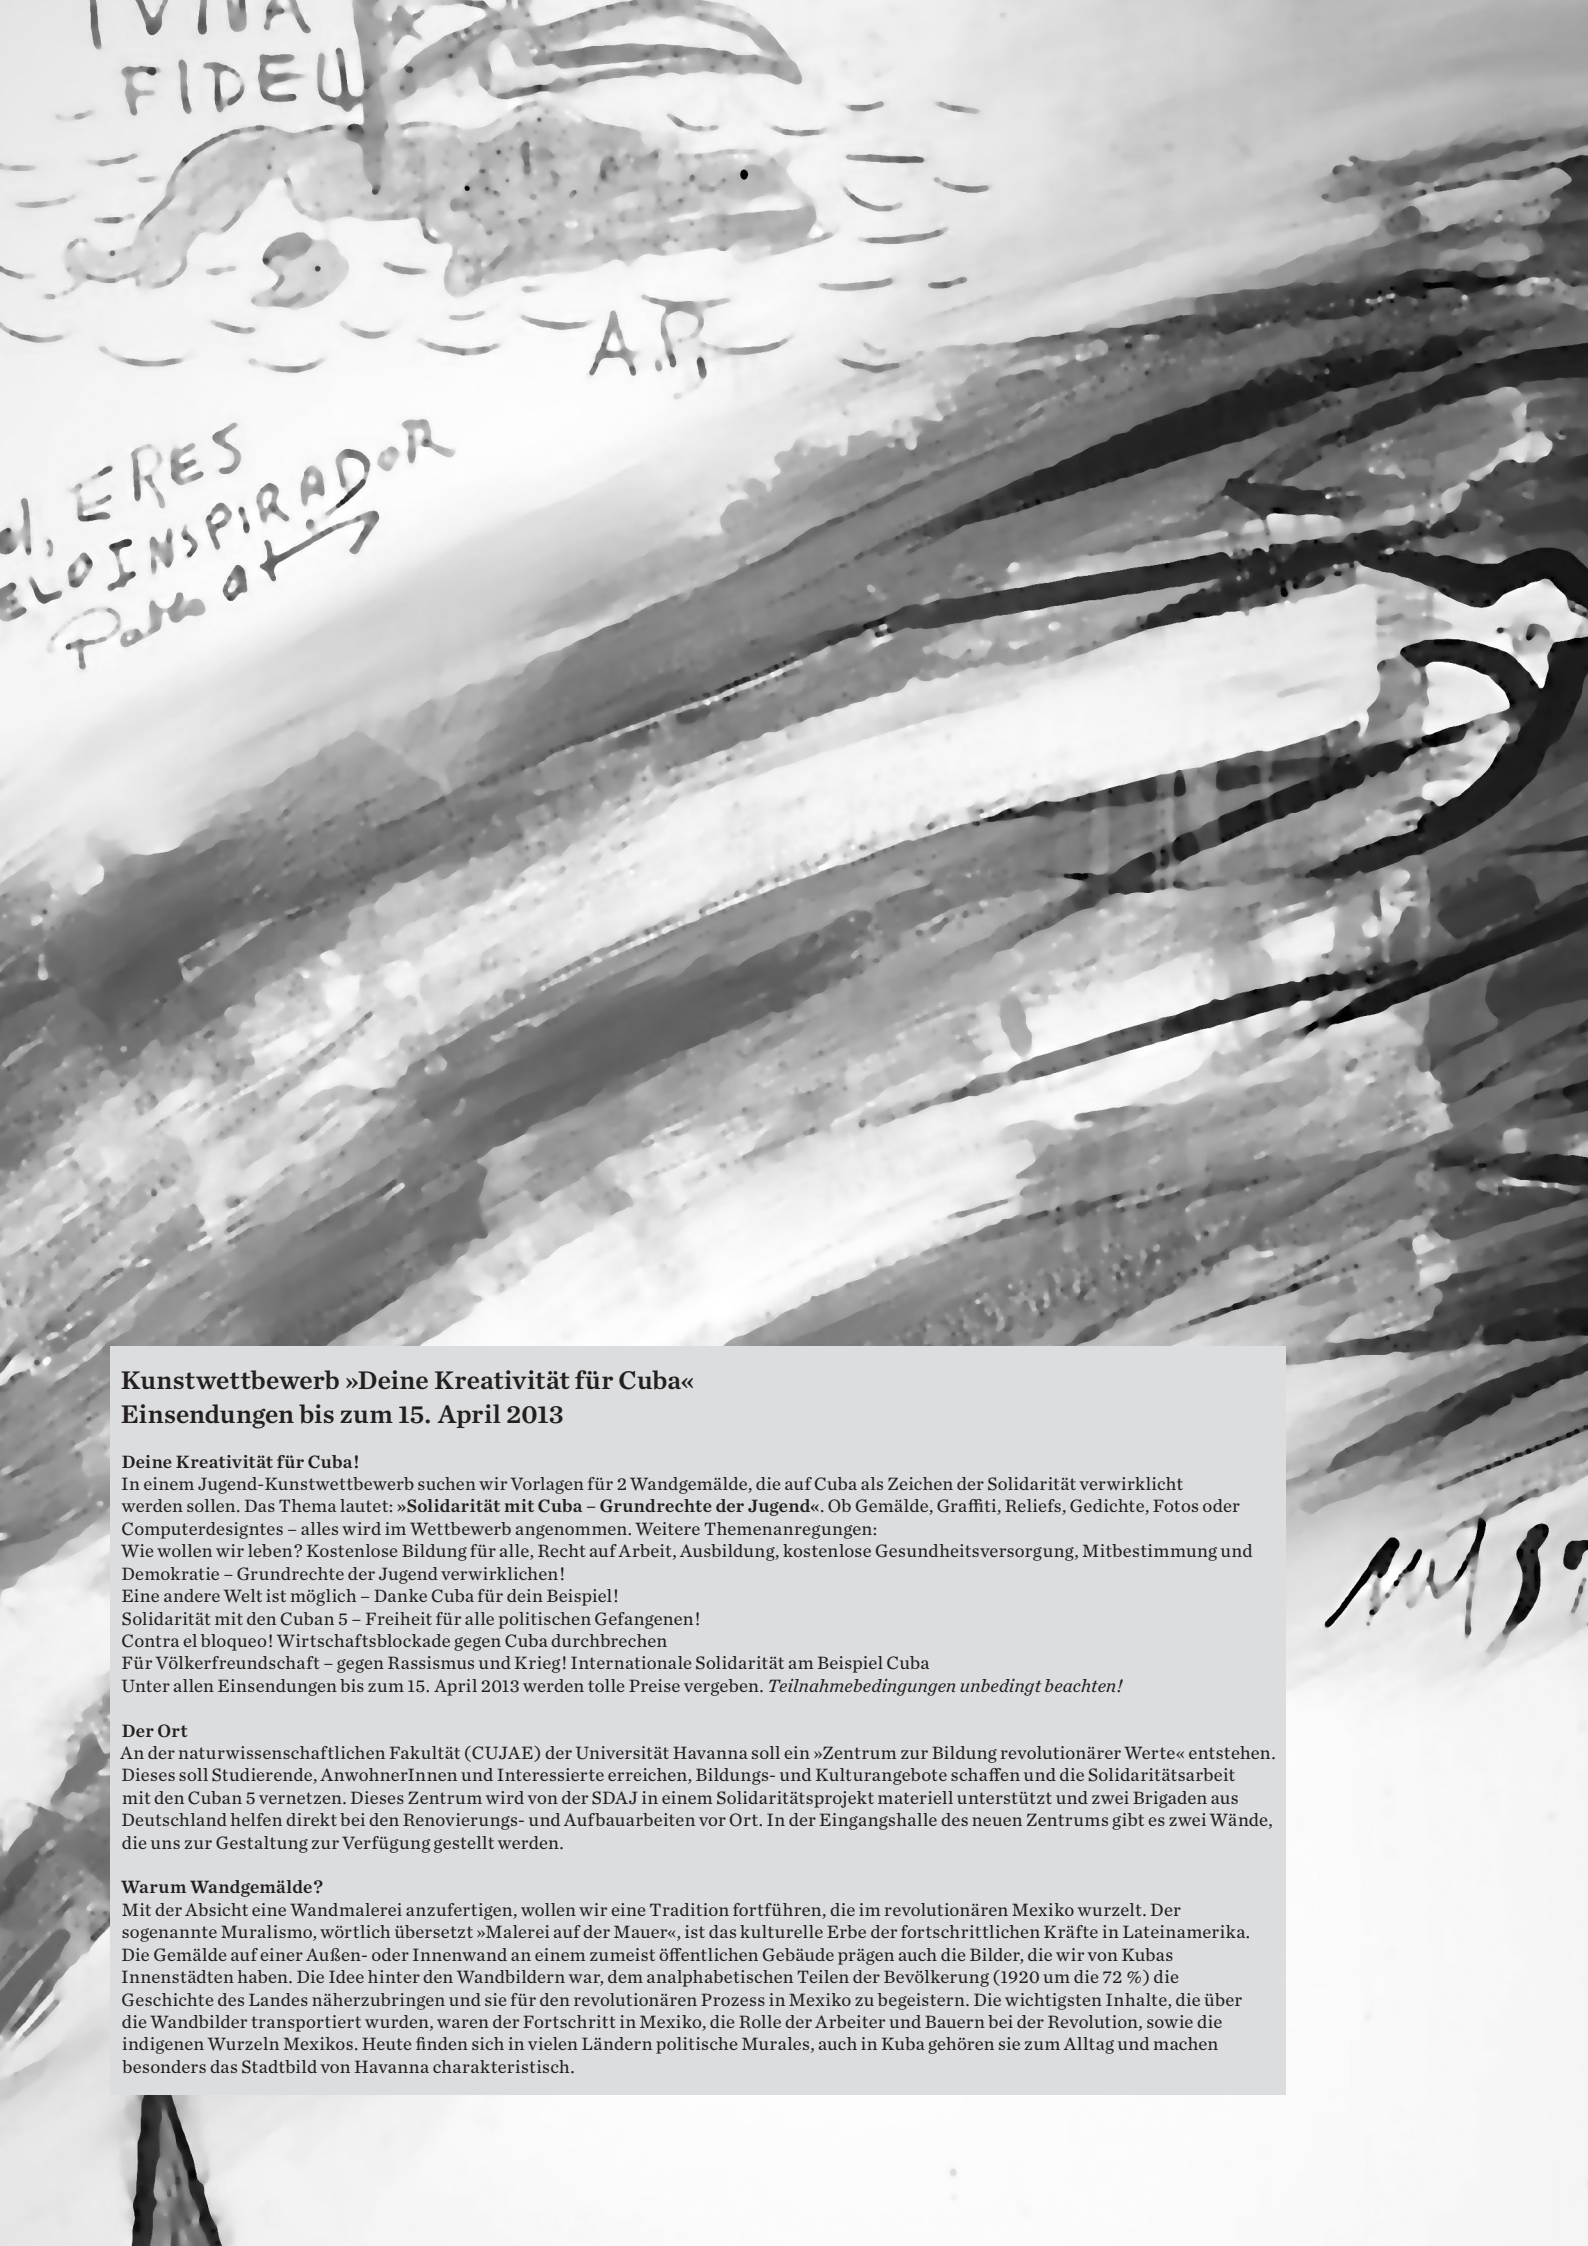 VIVA
FIDEL
A.P.
ERES
INSPIRADOR
Kunstwettbewerb »Deine Kreativität für Cuba«
Einsendungen bis zum 15. April 2013
Deine Kreativität für Cuba!
In einem Jugend-Kunstwettbewerb suchen wir Vorlagen für 2 Wandgemälde, die auf Cuba als Zeichen der Solidarität verwirklicht
werden sollen. Das Thema lautet: »Solidarität mit Cuba – Grundrechte der Jugend«. Ob Gemälde, Graffiti, Reliefs, Gedichte, Fotos oder
Computerdesigntes – alles wird im Wettbewerb angenommen. Weitere Themenanregungen:
Wie wollen wir leben? Kostenlose Bildung für alle, Recht auf Arbeit, Ausbildung, kostenlose Gesundheitsversorgung, Mitbestimmung und
Demokratie – Grundrechte der Jugend verwirklichen!
Eine andere Welt ist möglich – Danke Cuba für dein Beispiel!
Solidarität mit den Cuban 5 – Freiheit für alle politischen Gefangenen!
Contra el bloqueo! Wirtschaftsblockade gegen Cuba durchbrechen
Für Völkerfreundschaft – gegen Rassismus und Krieg! Internationale Solidarität am Beispiel Cuba
Unter allen Einsendungen bis zum 15. April 2013 werden tolle Preise vergeben. Teilnahmebedingungen unbedingt beachten!
Der Ort
An der naturwissenschaftlichen Fakultät (CUJAE) der Universität Havanna soll ein »Zentrum zur Bildung revolutionärer Werte« entstehen.
Dieses soll Studierende, AnwohnerInnen und Interessierte erreichen, Bildungs- und Kulturangebote schaffen und die Solidaritätsarbeit
mit den Cuban 5 vernetzen. Dieses Zentrum wird von der SDAJ in einem Solidaritätsprojekt materiell unterstützt und zwei Brigaden aus
Deutschland helfen direkt bei den Renovierungs- und Aufbauarbeiten vor Ort. In der Eingangshalle des neuen Zentrums gibt es zwei Wände,
die uns zur Gestaltung zur Verfügung gestellt werden.
Warum Wandgemälde?
Mit der Absicht eine Wandmalerei anzufertigen, wollen wir eine Tradition fortführen, die im revolutionären Mexiko wurzelt. Der
sogenannte Muralismo, wörtlich übersetzt »Malerei auf der Mauer«, ist das kulturelle Erbe der fortschrittlichen Kräfte in Lateinamerika.
Die Gemälde auf einer Außen- oder Innenwand an einem zumeist öffentlichen Gebäude prägen auch die Bilder, die wir von Kubas
Innenstädten haben. Die Idee hinter den Wandbildern war, dem analphabetischen Teilen der Bevölkerung (1920 um die 72 %) die
Geschichte des Landes näherzubringen und sie für den revolutionären Prozess in Mexiko zu begeistern. Die wichtigsten Inhalte, die über
die Wandbilder transportiert wurden, waren der Fortschritt in Mexiko, die Rolle der Arbeiter und Bauern bei der Revolution, sowie die
indigenen Wurzeln Mexikos. Heute finden sich in vielen Ländern politische Murales, auch in Kuba gehören sie zum Alltag und machen
besonders das Stadtbild von Havanna charakteristisch.